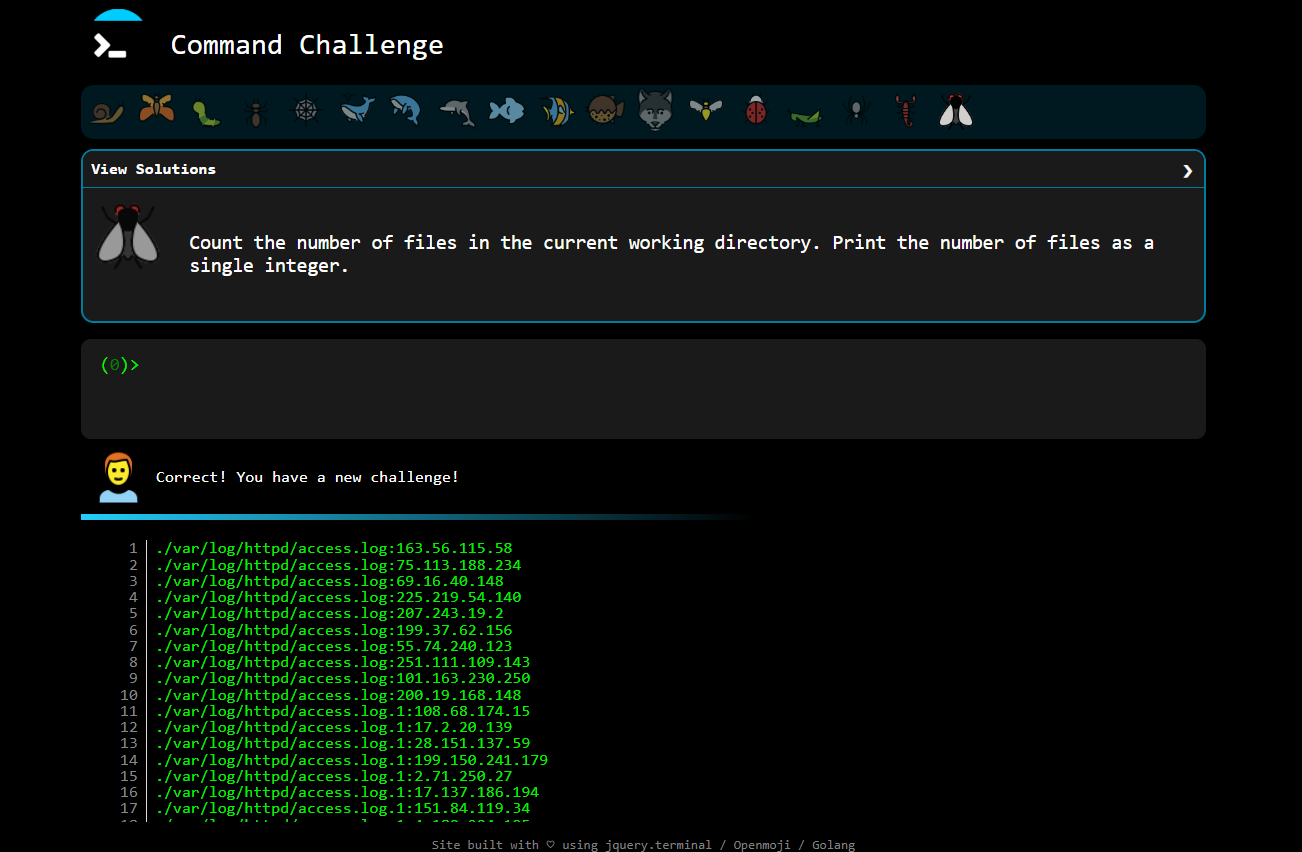 Command Challenge
View Solutions
Count the number of files in the current working directory. Print the number of files as a
single integer.
(0)>
Correct! You have a new challenge!
1 ./var/log/httpd/access.log:163.56.115.58
2 ./var/log/httpd/access.log:75.113.188.234
3 ./var/log/httpd/access.log:69.16.40.148
4 ./var/log/httpd/access.log:225.219.54.140
5 ./var/log/httpd/access.log:207.243.19.2
6 ./var/log/httpd/access.log:199.37.62.156
7 ./var/log/httpd/access.log:55.74.240.123
8 ./var/log/httpd/access.log:251.111.109.143
9 ./var/log/httpd/access.log:101.163.230.250
10 ./var/log/httpd/access.log:200.19.168.148
11 ./var/log/httpd/access.log.1:108.68.174.15
12 ./var/log/httpd/access.log.1:17.2.20.139
13 ./var/log/httpd/access.log.1:28.151.137.59
14 ./var/log/httpd/access.log.1:199.150.241.179
15 ./var/log/httpd/access.log.1:2.71.250.27
16 ./var/log/httpd/access.log.1:17.137.186.194
17 ./var/log/httpd/access.log.1:151.84.119.34
Site built with ♡ using jquery.terminal / Openmoji / Golang